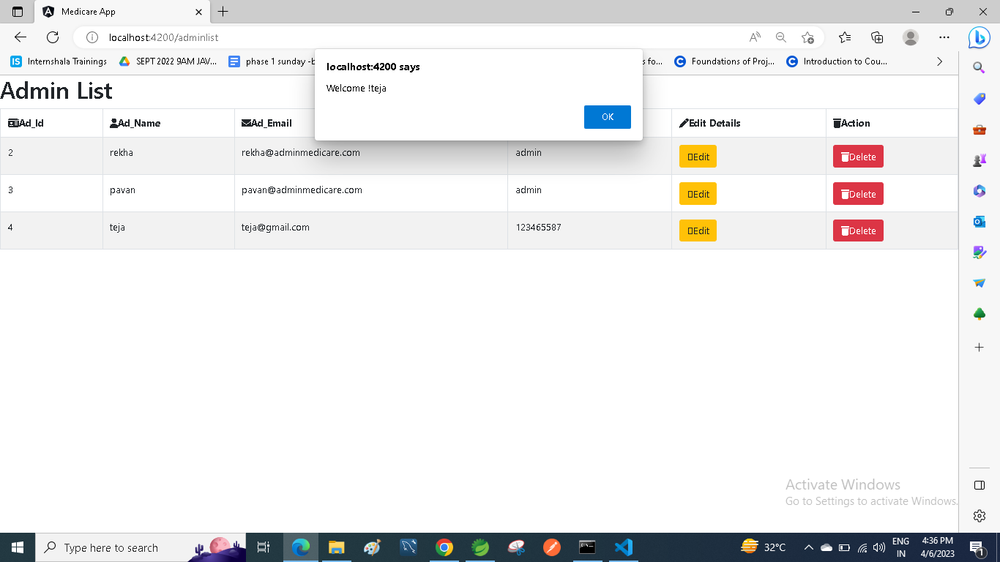 Medicare App
localhost:4200/adminlist
Internshala Trainings SEPT 2022 9AM JAV... phase 1 sunday -b s fo... Foundations of Proj... Introduction to Cou...
localhost:4200 says
Welcome !teja
OK
Admin List
Ad_Id Ad_Name Ad_Email Edit Details Action
2 rekha rekha@adminmedicare.com admin Edit Delete
3 pavan pavan@adminmedicare.com admin Edit Delete
4 teja teja@gmail.com 123465587 Edit Delete
Activate Windows
Go to Settings to activate Windows.
Type here to search
32°C
ENG
IN
4:36 PM
4/6/2023
1